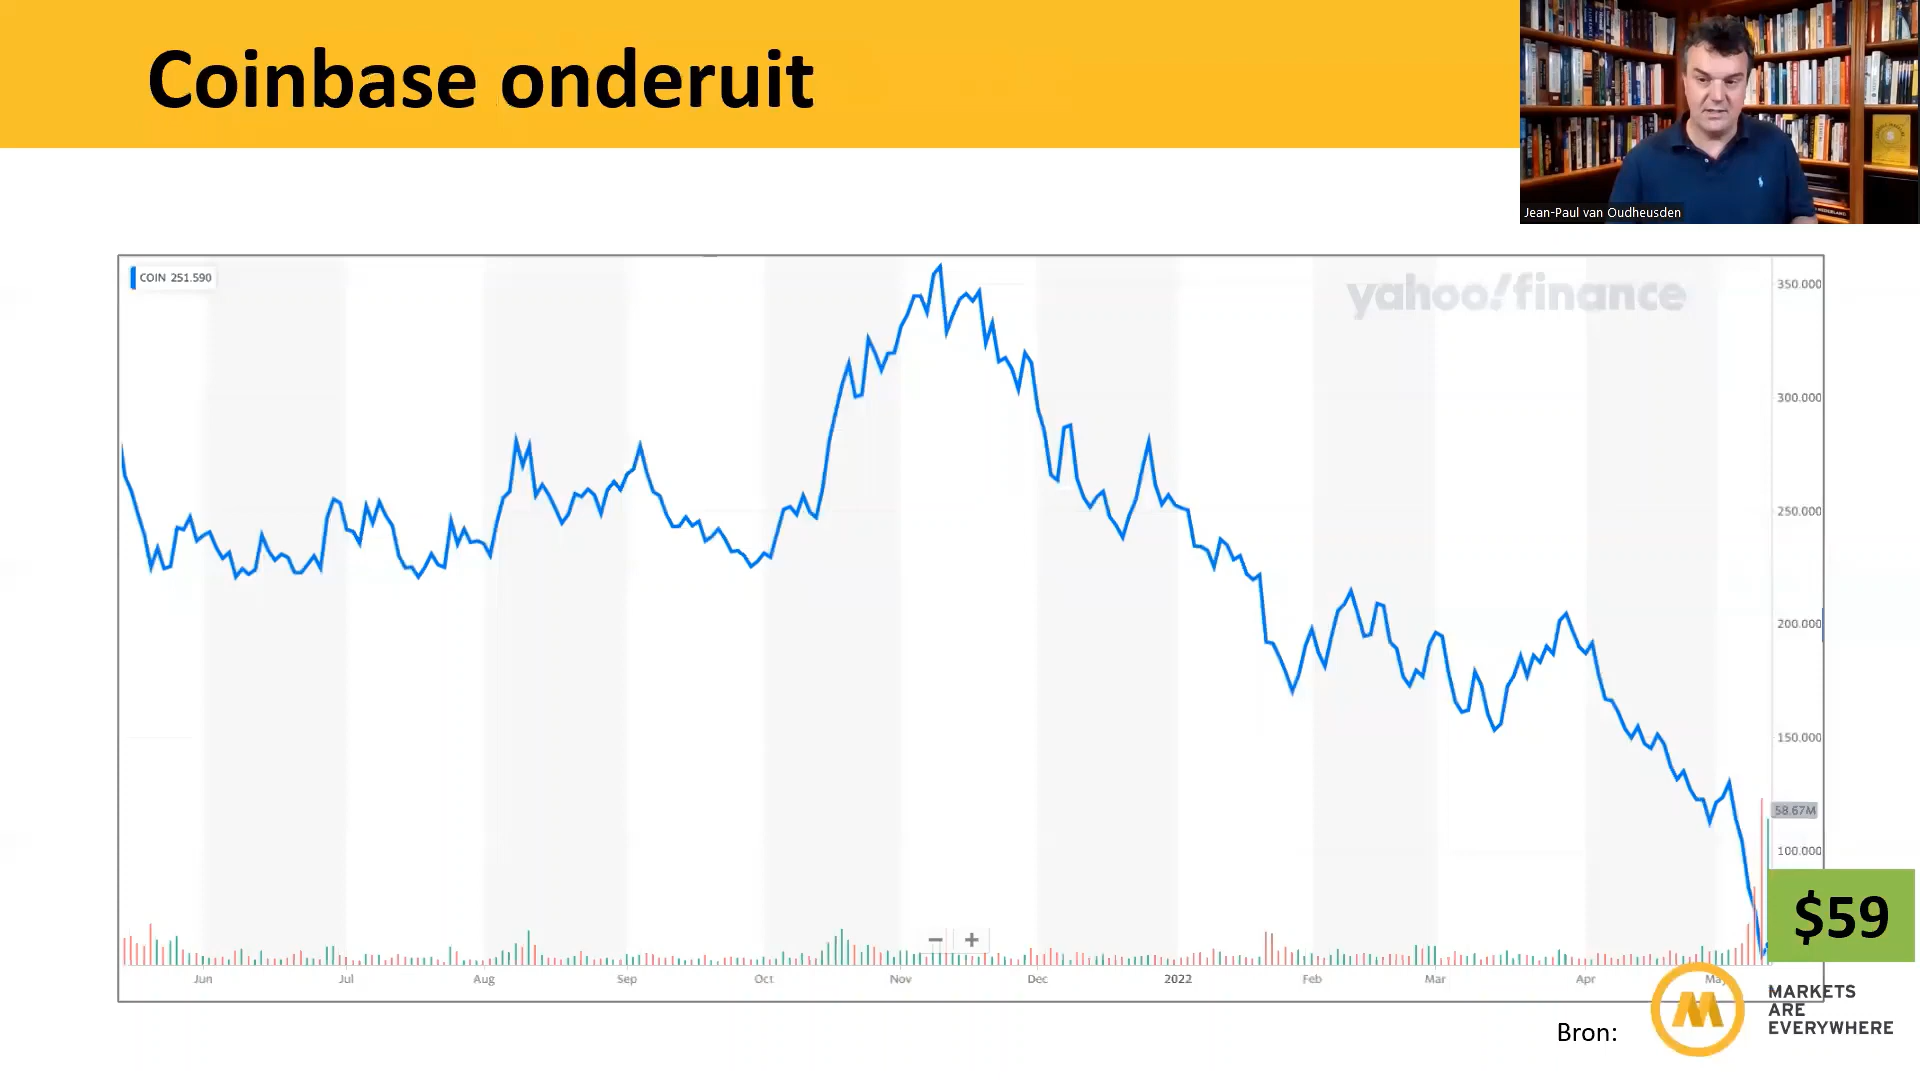 Coinbase onderuit
Jean-Paul van Oudheusden
COIN 251.590
yahoo!finance
350.000
300.000
250.000
200.000
150.000
58.67M
100.000
$59
Jun Jul Aug Sep Oct Nov Dec 2022 Feb Mar Apr May
MARKETS
ARE
EVERYWHERE
Bron: